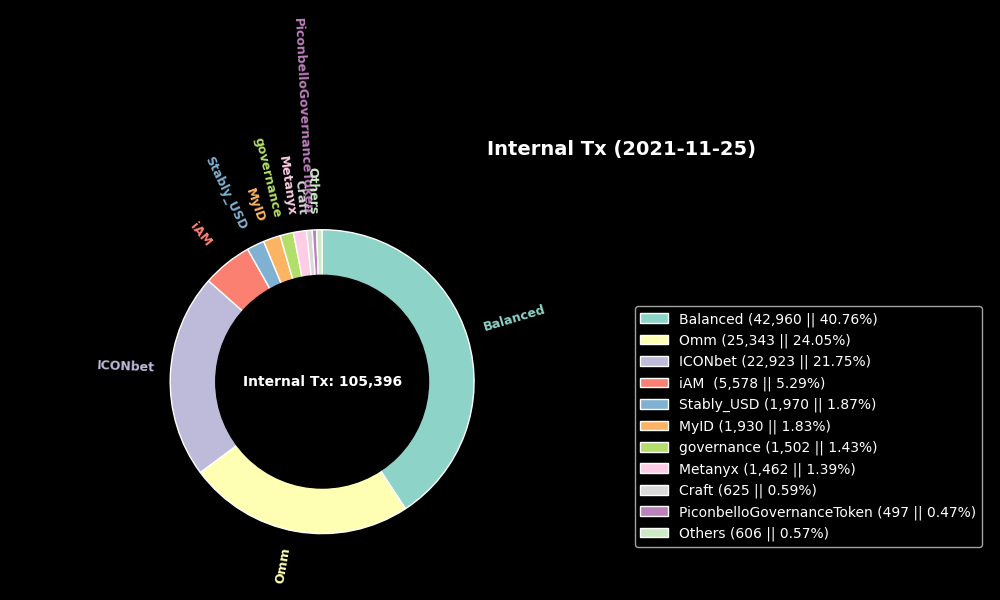 PiconbelloGovernanceToken
Internal Tx (2021-11-25)
governance
Stably_USD
Metanyx
Others
Craft
MyID
iAM
Balanced
ICONbet
Internal Tx: 105,396
Omm
Balanced (42,960 || 40.76%)
Omm (25,343 || 24.05%)
ICONbet (22,923 || 21.75%)
iAM  (5,578 || 5.29%)
Stably_USD (1,970 || 1.87%)
MyID (1,930 || 1.83%)
governance (1,502 || 1.43%)
Metanyx (1,462 || 1.39%)
Craft (625 || 0.59%)
PiconbelloGovernanceToken (497 || 0.47%)
Others (606 || 0.57%)